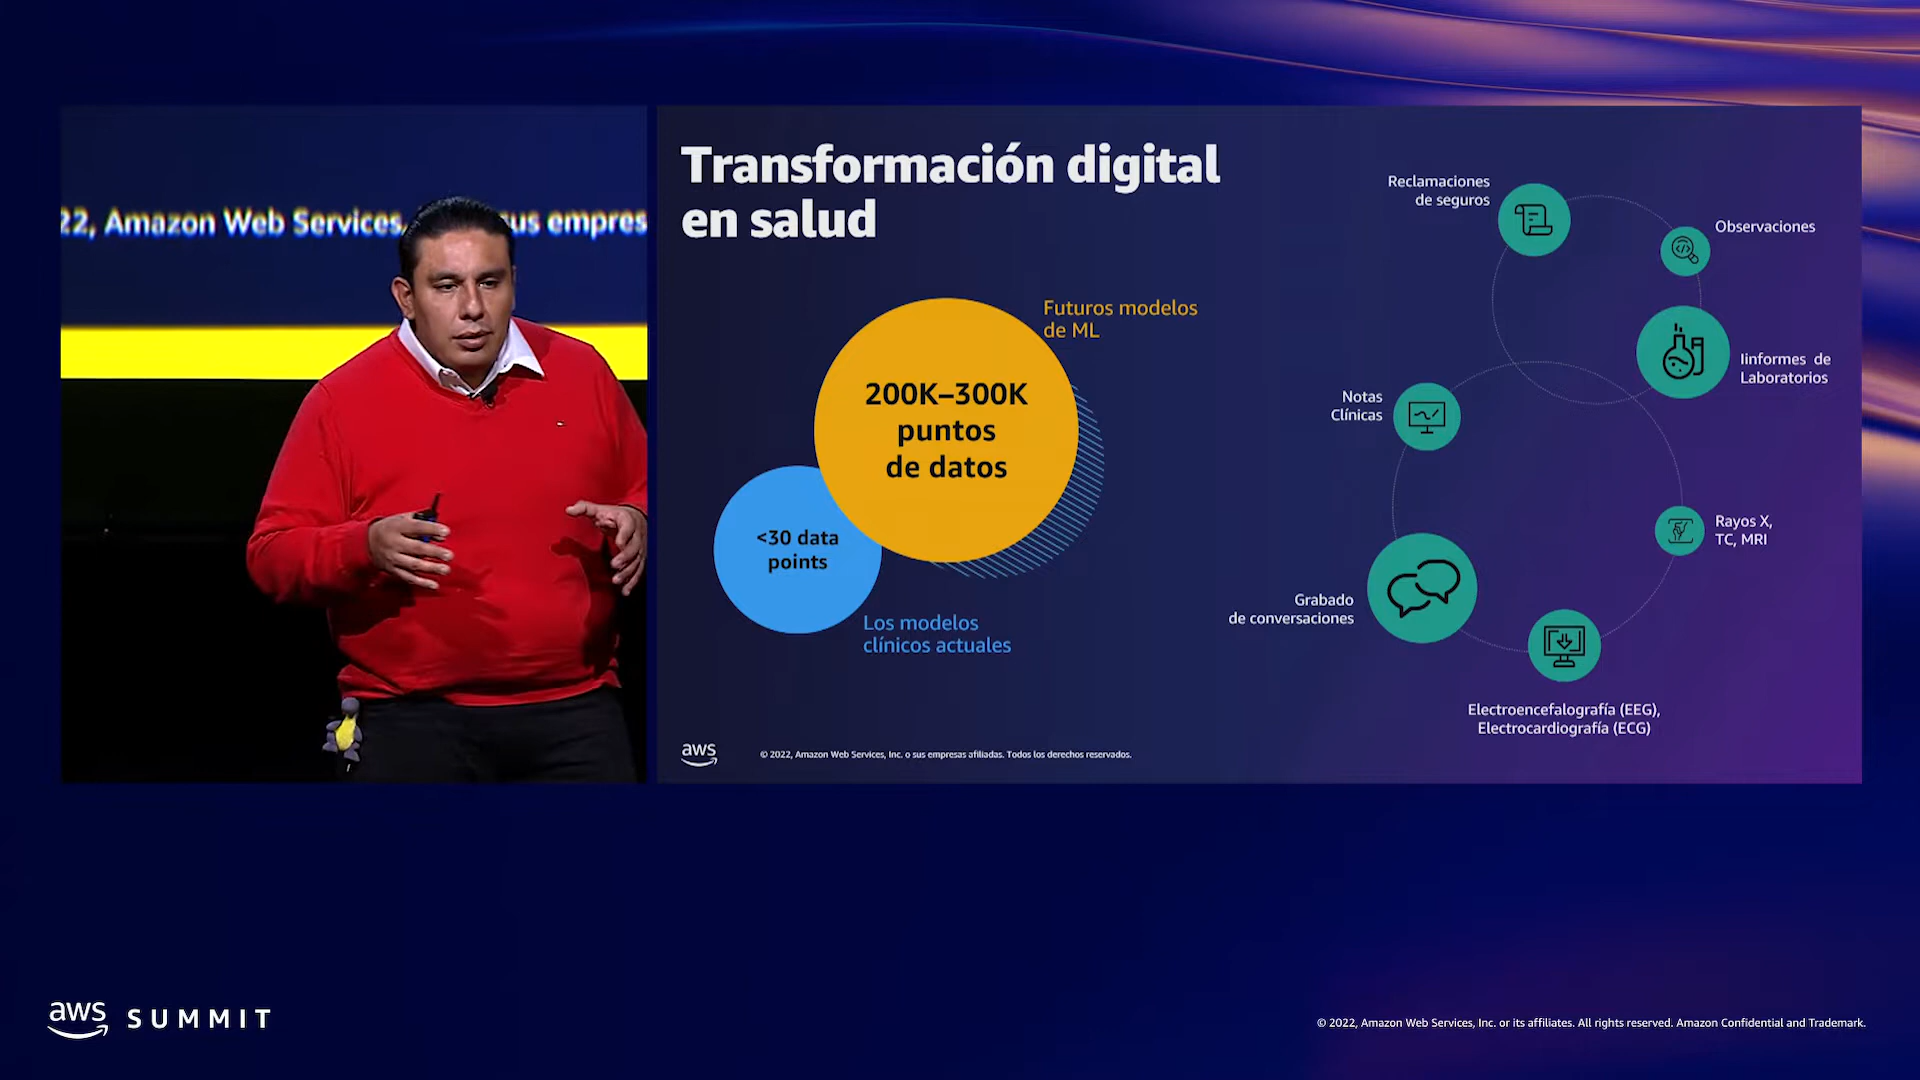 22, Amazon Web Services,
us empres
Transformación digital
en salud
Futuros modelos
de ML
200K–300K
puntos
de datos
<30 data
points
Los modelos
clínicos actuales
Reclamaciones
de seguros
Observaciones
Iinformes de
Laboratorios
Notas
Clínicas
Rayos X,
TC, MRI
Grabado
de conversaciones
Electroencefalografía (EEG),
Electrocardiografía (ECG)
aws
© 2022, Amazon Web Services, Inc. o sus empresas afiliadas. Todos los derechos reservados.
aws SUMMIT
© 2022, Amazon Web Services, Inc. or its affiliates. All rights reserved. Amazon Confidential and Trademark.